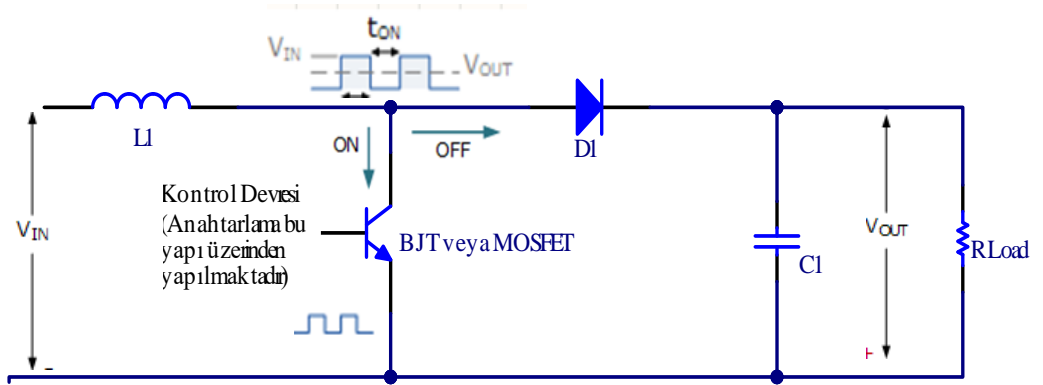 tON
VIN
VOUT
L1
ON
OFF
D1
Kontrol Devresi
(Anahtarlama bu
yapı üzerinden
yapılmaktadır)
BJT veya MOSFET
VIN
VOUT
C1
RLoad
+
-